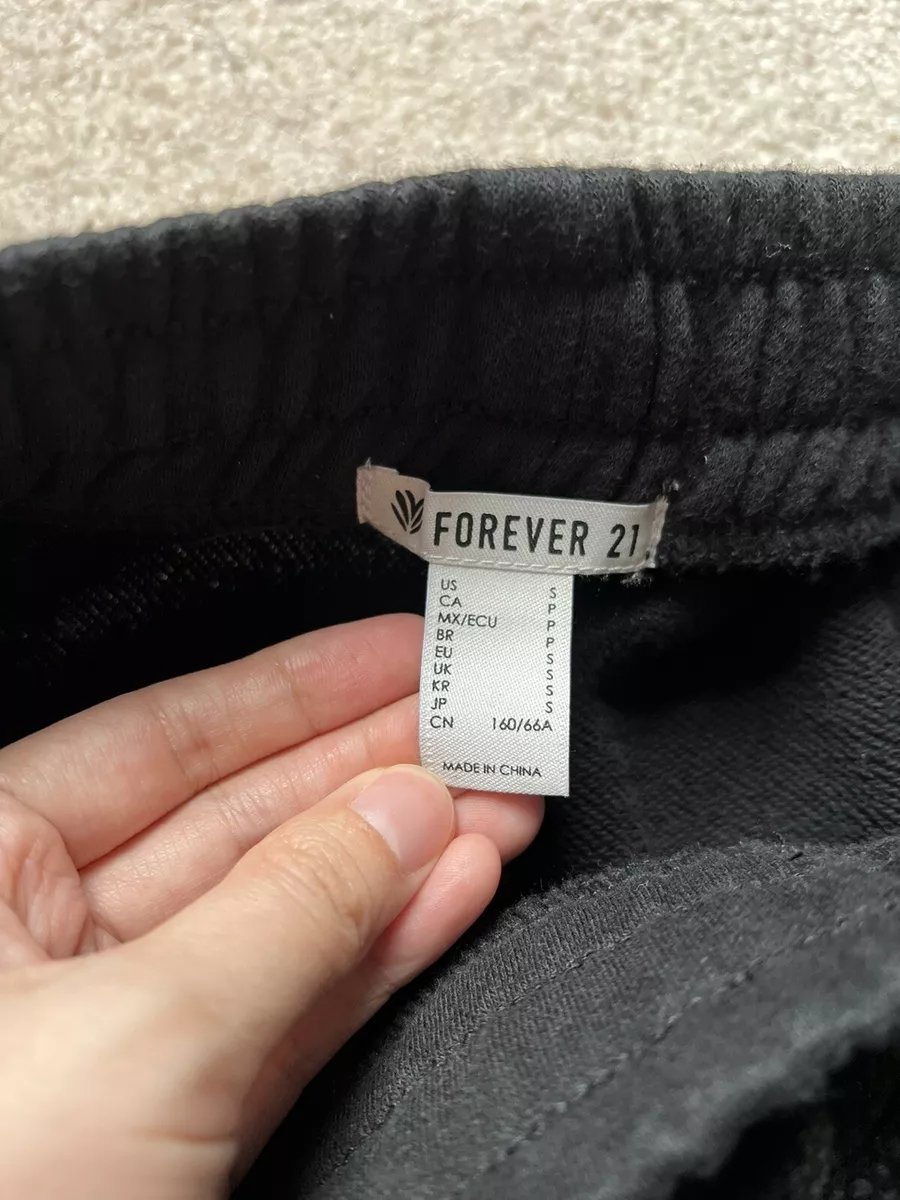 FOREVER 21
US S
CA P
MX/ECU P
BR P
EU S
UK S
KR S
JP S
CN 160/66A
MADE IN CHINA